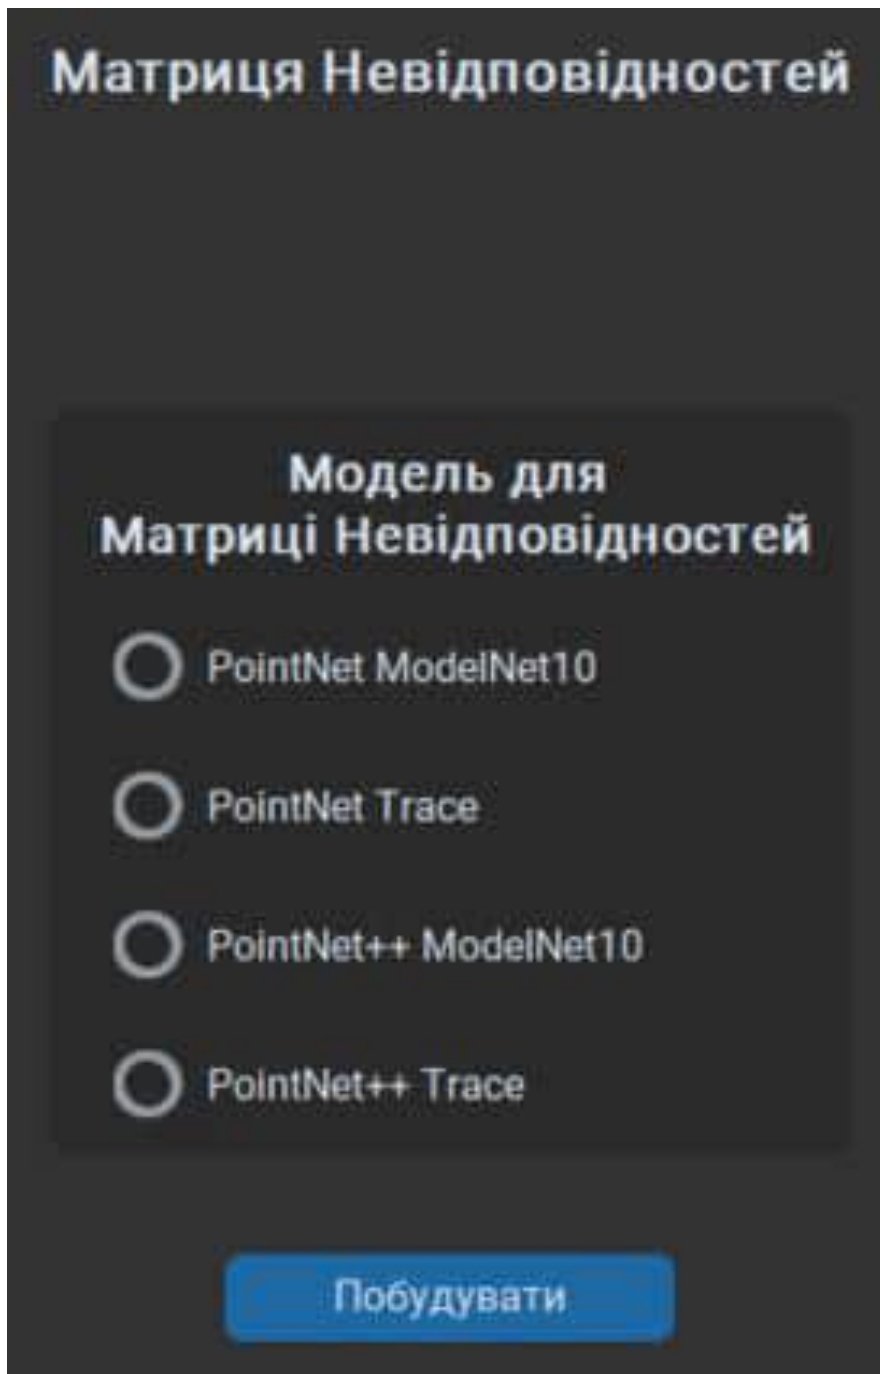 Матриця Невідповідностей
Модель для
Матриці Невідповідностей
PointNet ModelNet10
PointNet Trace
PointNet++ ModelNet10
PointNet++ Trace
Побудувати